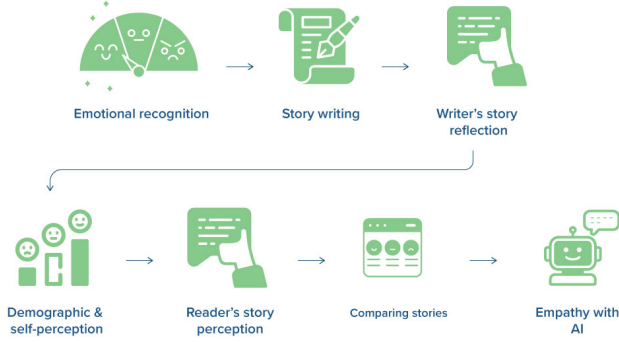 Emotional recognition
Story writing
Writer's story
reflection
Demographic &
self-perception
Reader's story
perception
Comparing stories
Empathy with
AI